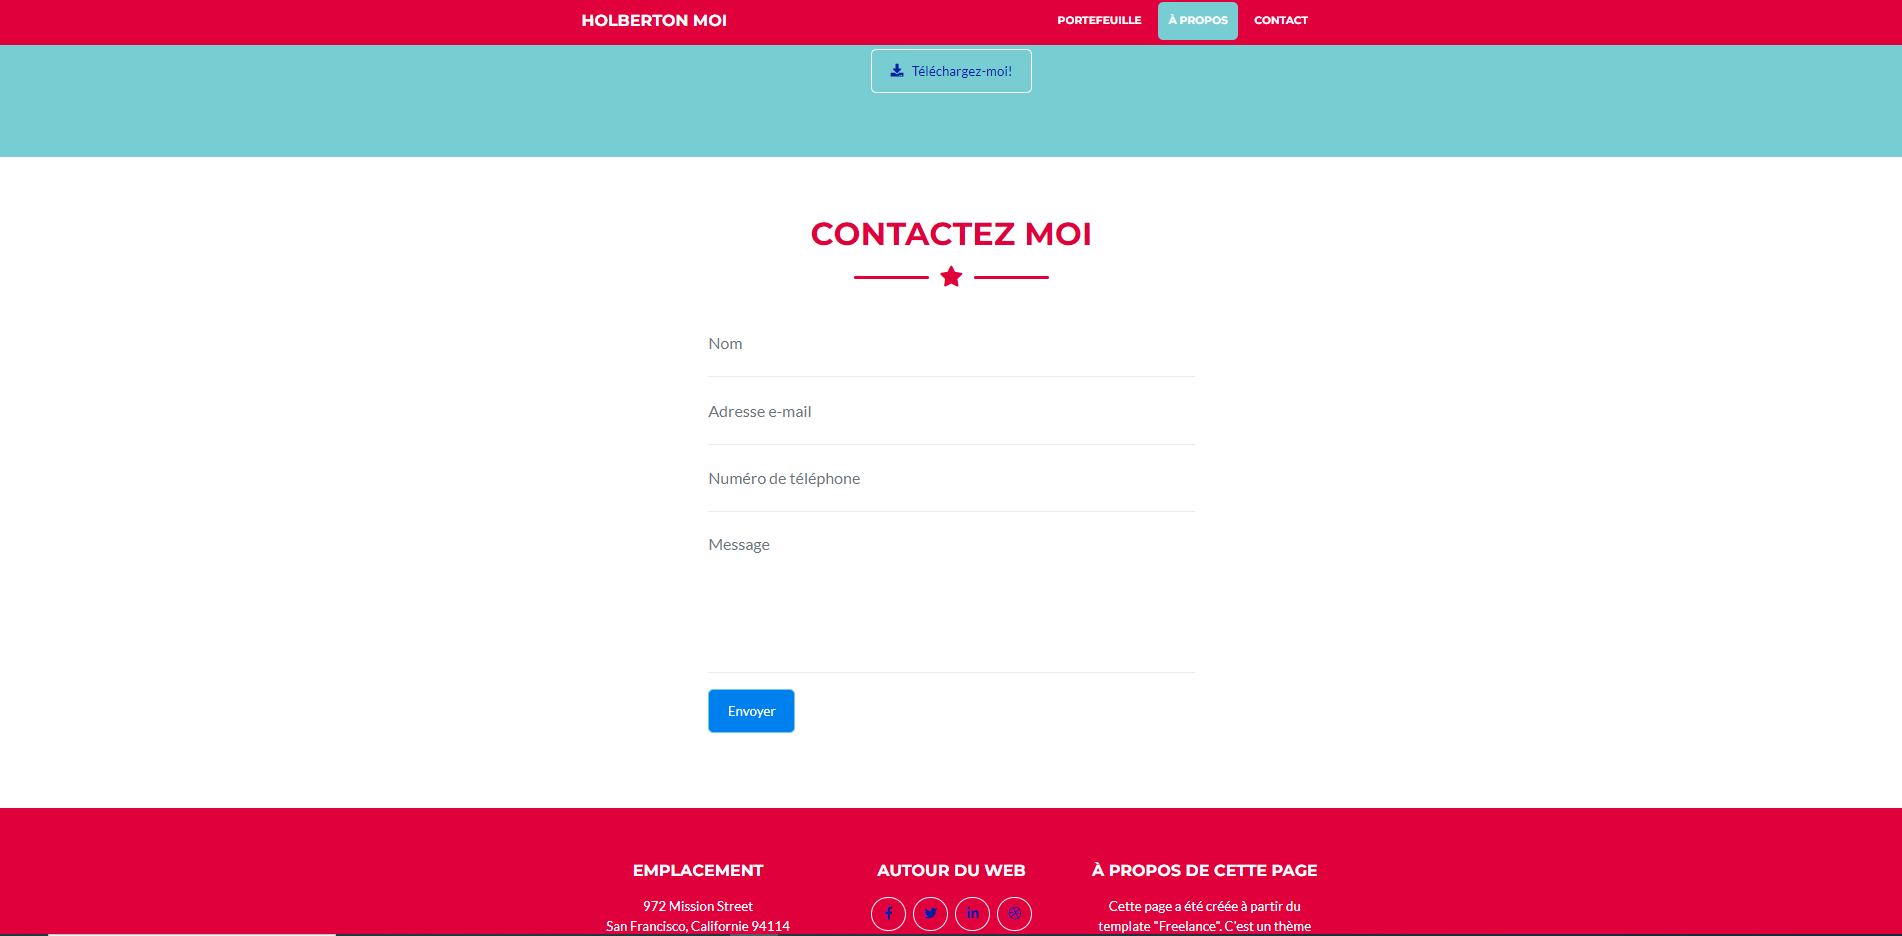 HOLBERTON MOI
PORTEFEUILLE
À PROPOS
CONTACT
Téléchargez-moi!
CONTACTEZ MOI
Nom
Adresse e-mail
Numéro de téléphone
Message
Envoyer
EMPLACEMENT
972 Mission Street
San Francisco, Californie 94114
AUTOUR DU WEB
À PROPOS DE CETTE PAGE
Cette page a été créée à partir du
template "Freelance". C'est un thème